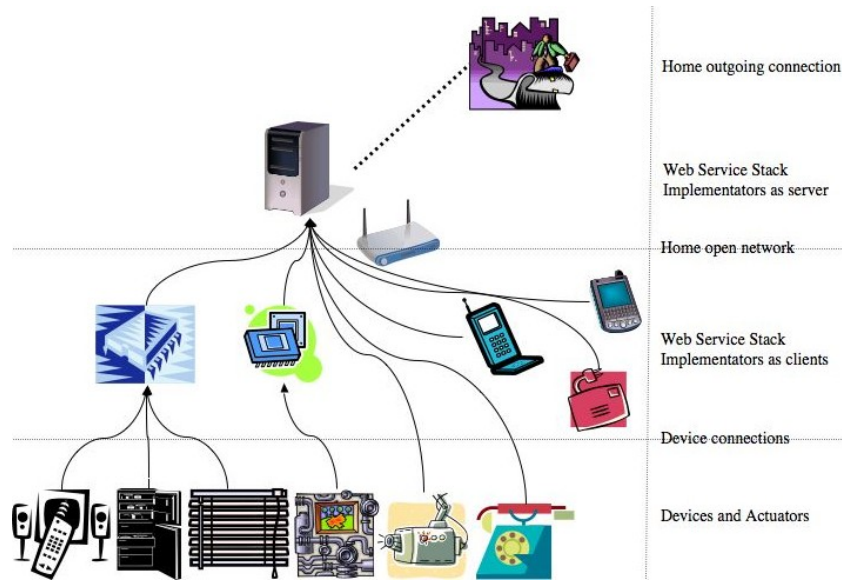 Home outgoing connection
Web Service Stack
Implementators as server
Home open network
Web Service Stack
Implementators as clients
Device connections
Devices and Actuators